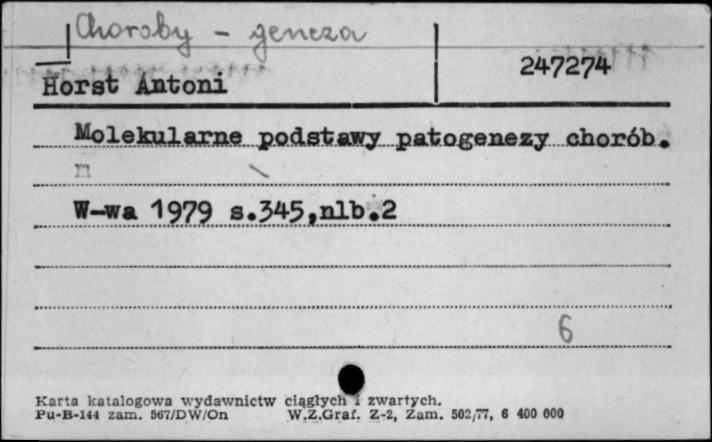 Choroby - geneza
247274
Horst Antoni
Molekularne podstawy patogenezy chorób.
W-wa 1979 s.345,nlb.2
6
Karta katalogowa wydawnictw ciągłych i zwartych.
Pu-B-144 zam. 567/DW/On W.Z.Graf. Z-2, Zam. 502/77, 6 400 000